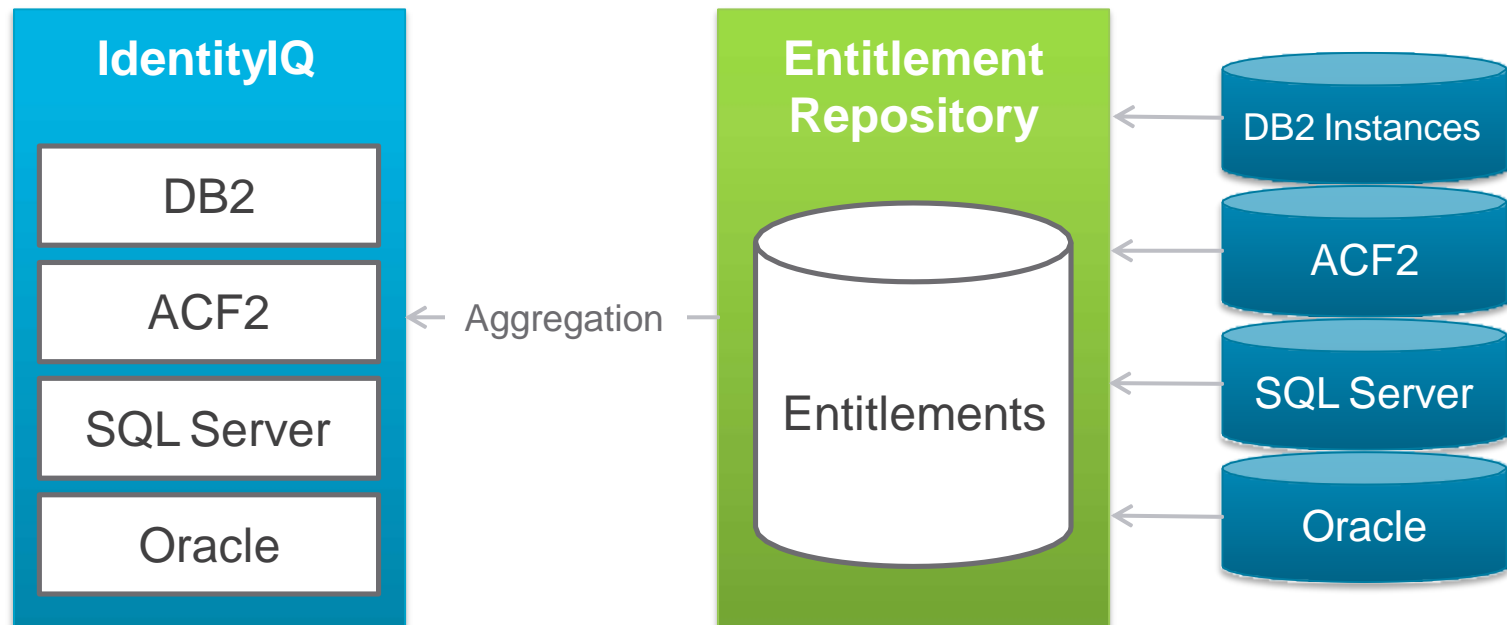 IdentityIQ
DB2
ACF2
SQL Server
Oracle
Aggregation
Entitlement
Repository
Entitlements
DB2 Instances
ACF2
SQL Server
Oracle